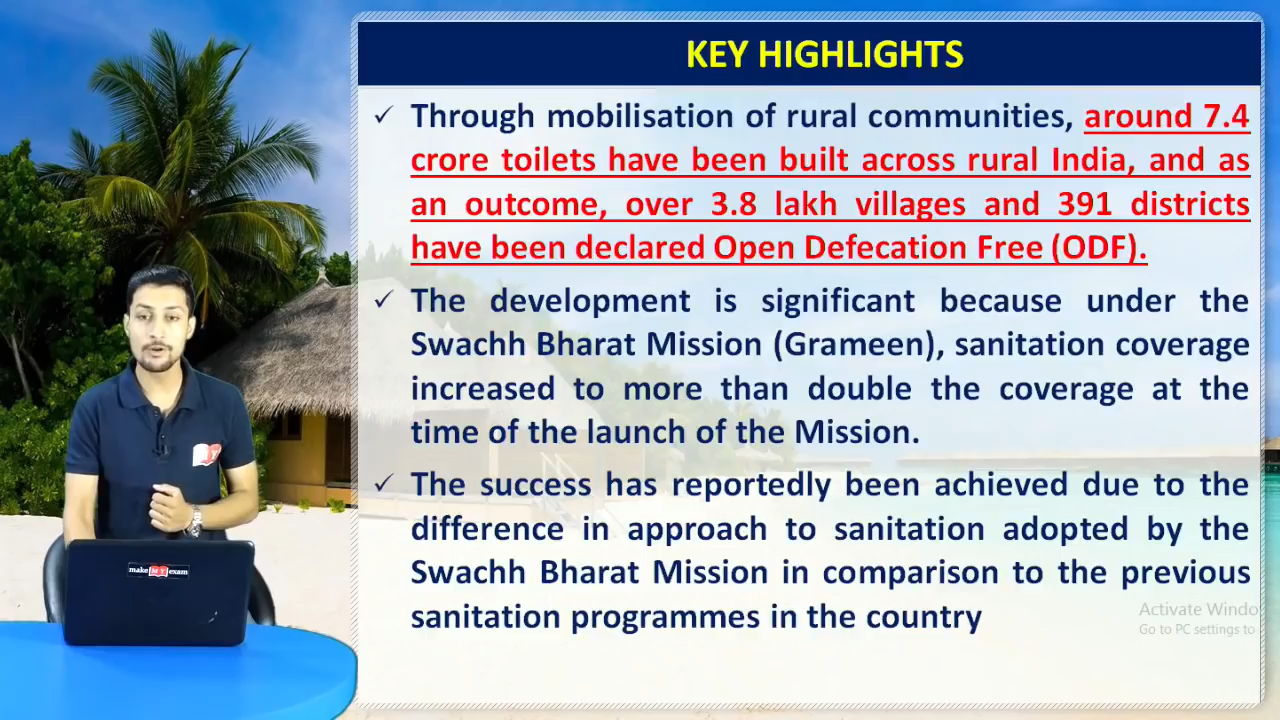 KEY HIGHLIGHTS
✓ Through mobilisation of rural communities, around 7.4
crore toilets have been built across rural India, and as
an outcome, over 3.8 lakh villages and 391 districts
have been declared Open Defecation Free (ODF).
✓ The development is significant because under the
Swachh Bharat Mission (Grameen), sanitation coverage
increased to more than double the coverage at the
time of the launch of the Mission.
✓ The success has reportedly been achieved due to the
difference in approach to sanitation adopted by the
Swachh Bharat Mission in comparison to the previous
sanitation programmes in the country
make M Y exam
Activate Windo
Go to PC settings to